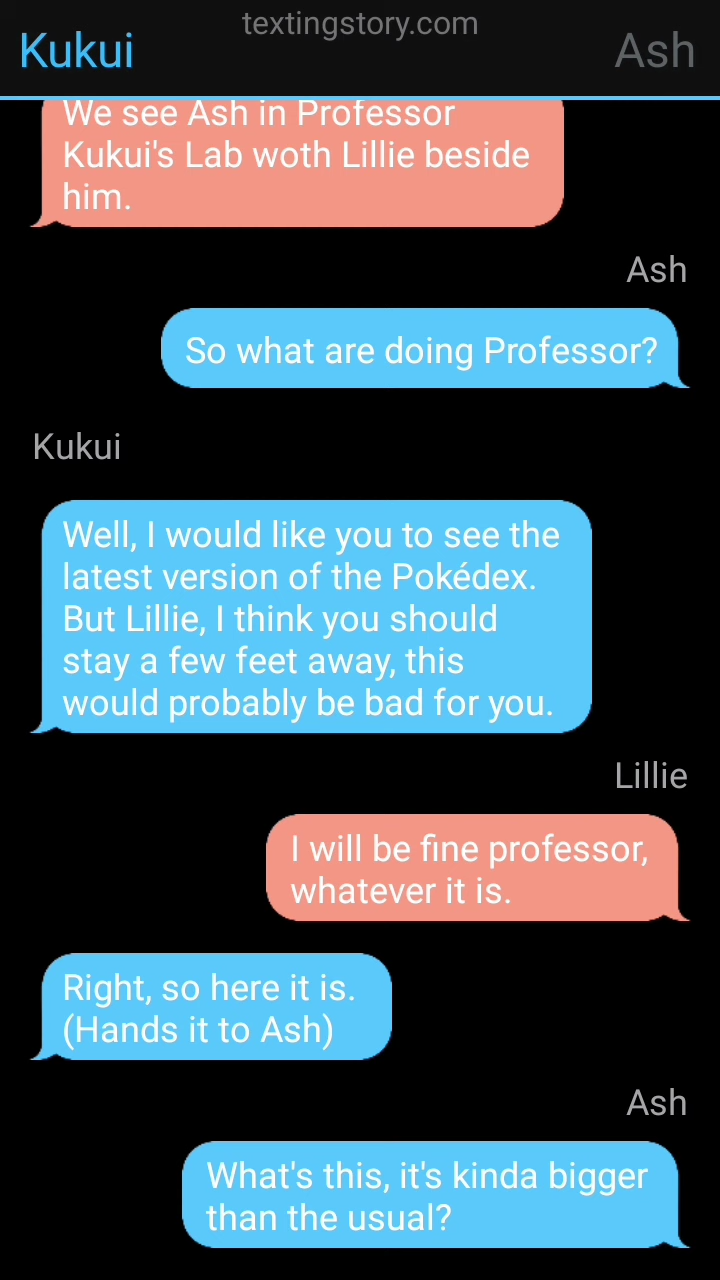 textingstory.com
Kukui
Ash
We see Ash in Professor
Kukui's Lab woth Lillie beside
him.
Ash
So what are doing Professor?
Kukui
Well, I would like you to see the
latest version of the Pokédex.
But Lillie, I think you should
stay a few feet away, this
would probably be bad for you.
Lillie
I will be fine professor,
whatever it is.
Right, so here it is.
(Hands it to Ash)
Ash
What's this, it's kinda bigger
than the usual?